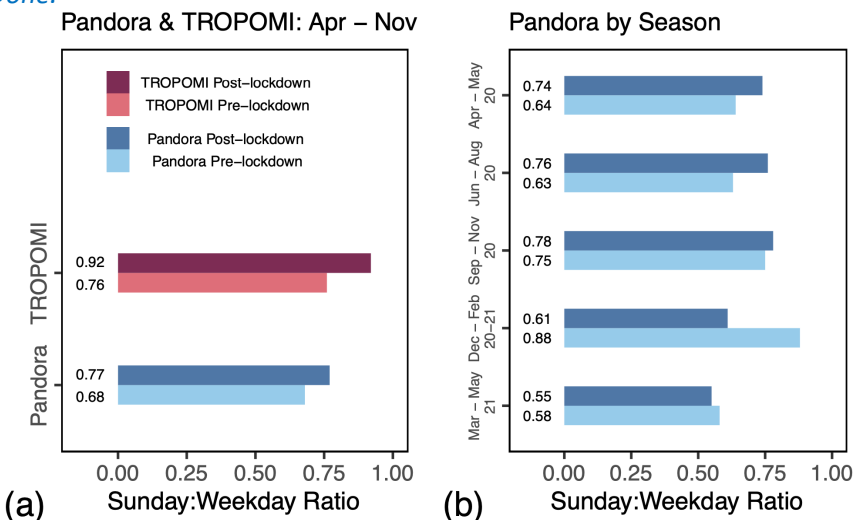 Pandora & TROPOMI: Apr – Nov
TROPOMI Post–lockdown
TROPOMI Pre–lockdown
Pandora Post–lockdown
Pandora Pre–lockdown
TROPOMI
0.92
0.76
Pandora
0.77
0.68
0.00 0.25 0.50 0.75 1.00
Sunday:Weekday Ratio
(a)
Pandora by Season
Apr – May
20
0.74
0.64
Jun – Aug
20
0.76
0.63
Sep – Nov
20
0.78
0.75
Dec – Feb
20–21
0.61
0.88
Mar – May
21
0.55
0.58
0.00 0.25 0.50 0.75 1.00
Sunday:Weekday Ratio
(b)